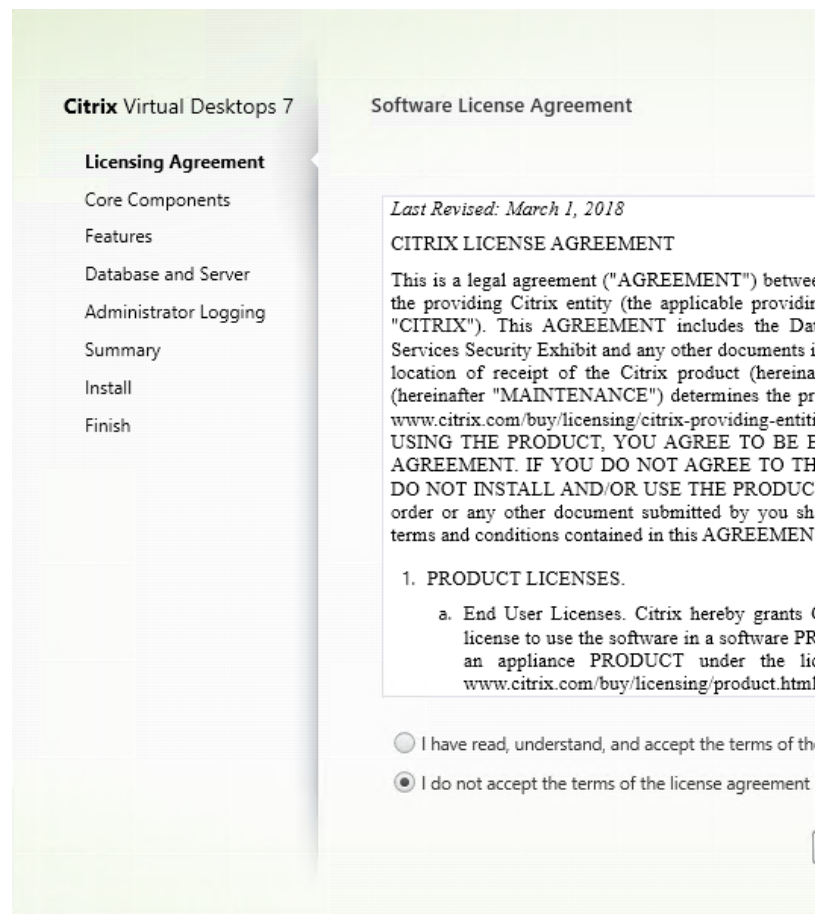 Citrix Virtual Desktops 7
Licensing Agreement
Core Components
Features
Database and Server
Administrator Logging
Summary
Install
Finish
Software License Agreement
Last Revised: March 1, 2018
CITRIX LICENSE AGREEMENT
This is a legal agreement ("AGREEMENT") betwee
the providing Citrix entity (the applicable providin
"CITRIX"). This AGREEMENT includes the Dat
Services Security Exhibit and any other documents i
location of receipt of the Citrix product (hereina
(hereinafter "MAINTENANCE") determines the pr
www.citrix.com/buy/licensing/citrix-providing-entiti
USING THE PRODUCT, YOU AGREE TO BE B
AGREEMENT. IF YOU DO NOT AGREE TO TH
DO NOT INSTALL AND/OR USE THE PRODUC
order or any other document submitted by you sh
terms and conditions contained in this AGREEMEN
1. PRODUCT LICENSES.
a. End User Licenses. Citrix hereby grants
license to use the software in a software PR
an appliance PRODUCT under the lic
www.citrix.com/buy/licensing/product.html
I have read, understand, and accept the terms of the
I do not accept the terms of the license agreement